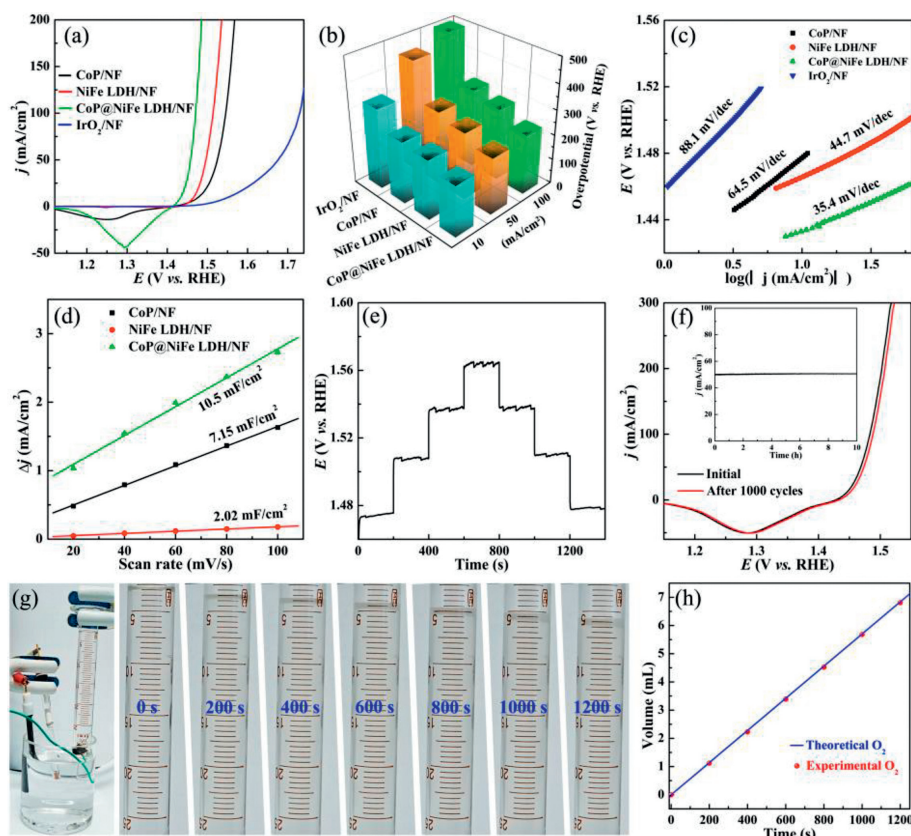 (a)
200
150
100
50
0
-50
j (mA/cm²)
CoP/NF
NiFe LDH/NF
CoP@NiFe LDH/NF
IrO₂/NF
1.2 1.3 1.4 1.5 1.6 1.7
E (V vs. RHE)
(b)
500
400
300
200
100
0
Overpotential (V vs. RHE)
IrO₂/NF
CoP/NF
NiFe LDH/NF
CoP@NiFe LDH/NF
10 50 100
(mA/cm²)
(c)
1.56
1.52
1.48
1.44
E (V vs. RHE)
CoP/NF
NiFe LDH/NF
CoP@NiFe LDH/NF
IrO₂/NF
88.1 mV/dec
64.5 mV/dec
44.7 mV/dec
35.4 mV/dec
0.0 0.5 1.0 1.5
log(| j (mA/cm²)| )
(d)
3
2
1
0
Δj (mA/cm²)
CoP/NF
NiFe LDH/NF
CoP@NiFe LDH/NF
10.5 mF/cm²
7.15 mF/cm²
2.02 mF/cm²
20 40 60 80 100
Scan rate (mV/s)
(e)
1.60
1.56
1.52
1.48
E (V vs. RHE)
0 400 800 1200
Time (s)
(f)
300
200
100
0
j (mA/cm²)
100
80
60
40
20
0
j (mA/cm²)
0 2 4 6 8 10
Time (h)
Initial
After 1000 cycles
1.2 1.3 1.4 1.5
E (V vs. RHE)
(g)
0 s
200 s
400 s
600 s
800 s
1000 s
1200 s
5
10
15
20
25
(h)
7
6
5
4
3
2
1
0
Volume (mL)
Theoretical O₂
Experimental O₂
0 200 400 600 800 1000 1200
Time (s)